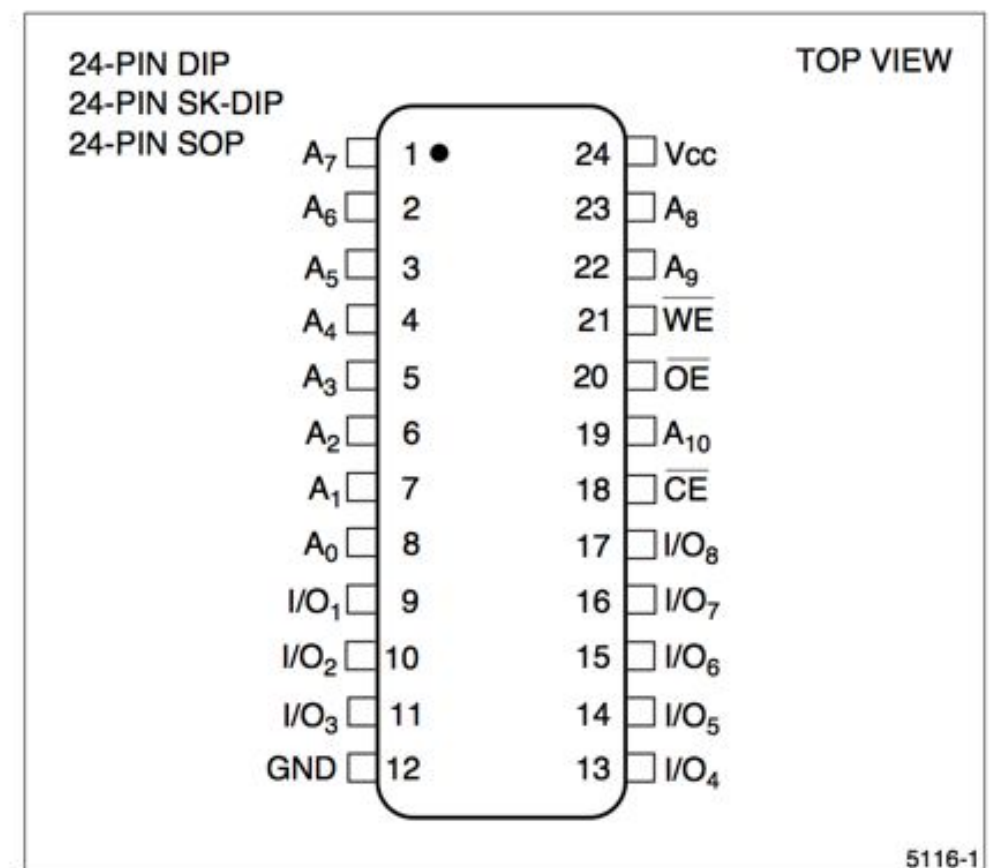 24-PIN DIP
24-PIN SK-DIP
24-PIN SOP
TOP VIEW
A₇ 1 24 Vcc
A₆ 2 23 A₈
A₅ 3 22 A₉
A₄ 4 21 W̅E̅
A₃ 5 20 O̅E̅
A₂ 6 19 A₁₀
A₁ 7 18 C̅E̅
A₀ 8 17 I/O₈
I/O₁ 9 16 I/O₇
I/O₂ 10 15 I/O₆
I/O₃ 11 14 I/O₅
GND 12 13 I/O₄
5116-1